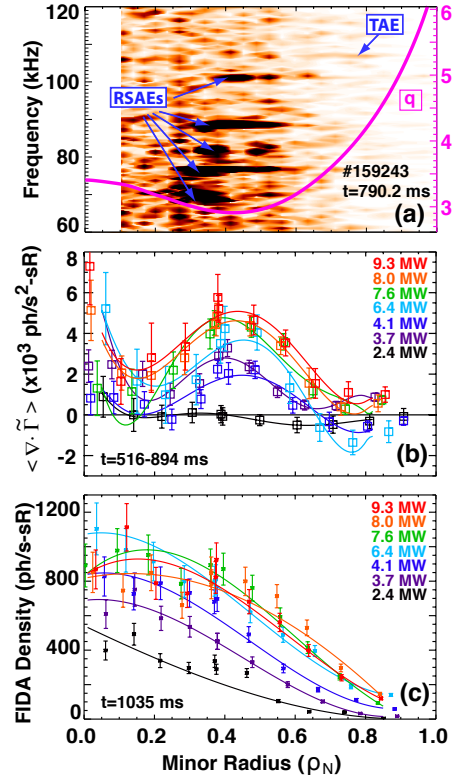 120
100
80
60
Frequency (kHz)
RSAEs
TAE
q
#159243
t=790.2 ms
(a)
6
5
4
3
8
6
4
2
0
-2
< ∇· Γ̃ > (x10³ ph/s²-sR)
9.3 MW
8.0 MW
7.6 MW
6.4 MW
4.1 MW
3.7 MW
2.4 MW
t=516-894 ms
(b)
1200
800
400
0
FIDA Density (ph/s-sR)
9.3 MW
8.0 MW
7.6 MW
6.4 MW
4.1 MW
3.7 MW
2.4 MW
t=1035 ms
(c)
0.0 0.2 0.4 0.6 0.8 1.0
Minor Radius (ρN)